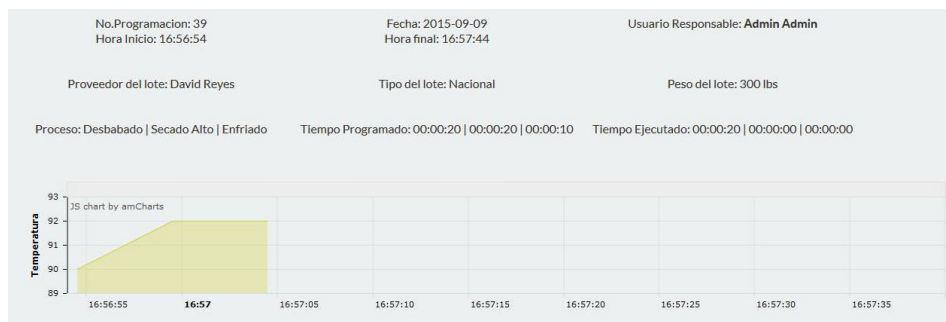 No.Programacion: 39
Hora Inicio: 16:56:54
Fecha: 2015-09-09
Hora final: 16:57:44
Usuario Responsable: Admin Admin
Proveedor del lote: David Reyes
Tipo del lote: Nacional
Peso del lote: 300 lbs
Proceso: Desbabado | Secado Alto | Enfriado
Tiempo Programado: 00:00:20 | 00:00:20 | 00:00:10
Tiempo Ejecutado: 00:00:20 | 00:00:00 | 00:00:00
JS chart by amCharts
Temperatura
93
92
91
90
89
16:56:55
16:57
16:57:05
16:57:10
16:57:15
16:57:20
16:57:25
16:57:30
16:57:35